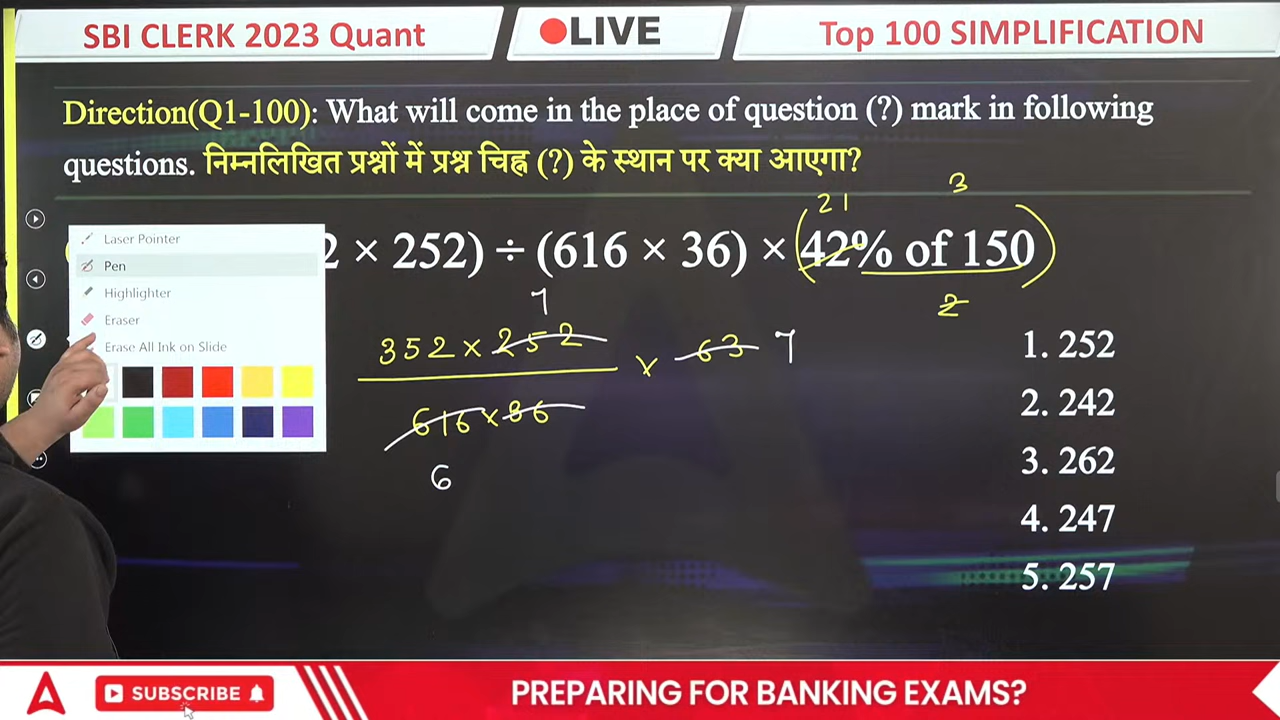 SBI CLERK 2023 Quant
LIVE
Top 100 SIMPLIFICATION
Direction(Q1-100): What will come in the place of question (?) mark in following
questions. निम्नलिखित प्रश्नों में प्रश्न चिह्न (?) के स्थान पर क्या आएगा?
21 3
2 × 252) ÷ (616 × 36) × (42% of 150)
2
Laser Pointer
Pen
Highlighter
Eraser
Erase All Ink on Slide
7
352 × 252 × 63 7
616 × 36
6
1. 252
2. 242
3. 262
4. 247
5. 257
SUBSCRIBE
PREPARING FOR BANKING EXAMS?